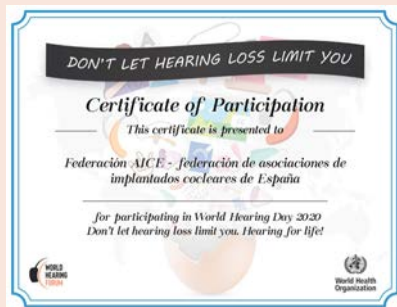 DON'T LET HEARING LOSS LIMIT YOU
Certificate of Participation
This certificate is presented to
Federación AICE - federación de asociaciones de
implantados cocleares de España
for participating in World Hearing Day 2020
Don't let hearing loss limit you. Hearing for life!
WORLD
HEARING
FORUM
World Health
Organization